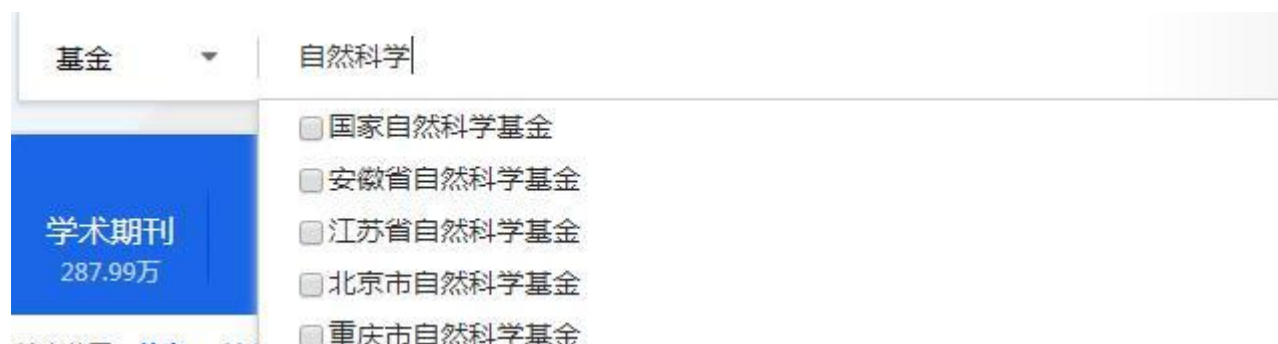 基金
自然科学
国家自然科学基金
安徽省自然科学基金
江苏省自然科学基金
北京市自然科学基金
重庆市自然科学基金
学术期刊
287.99万